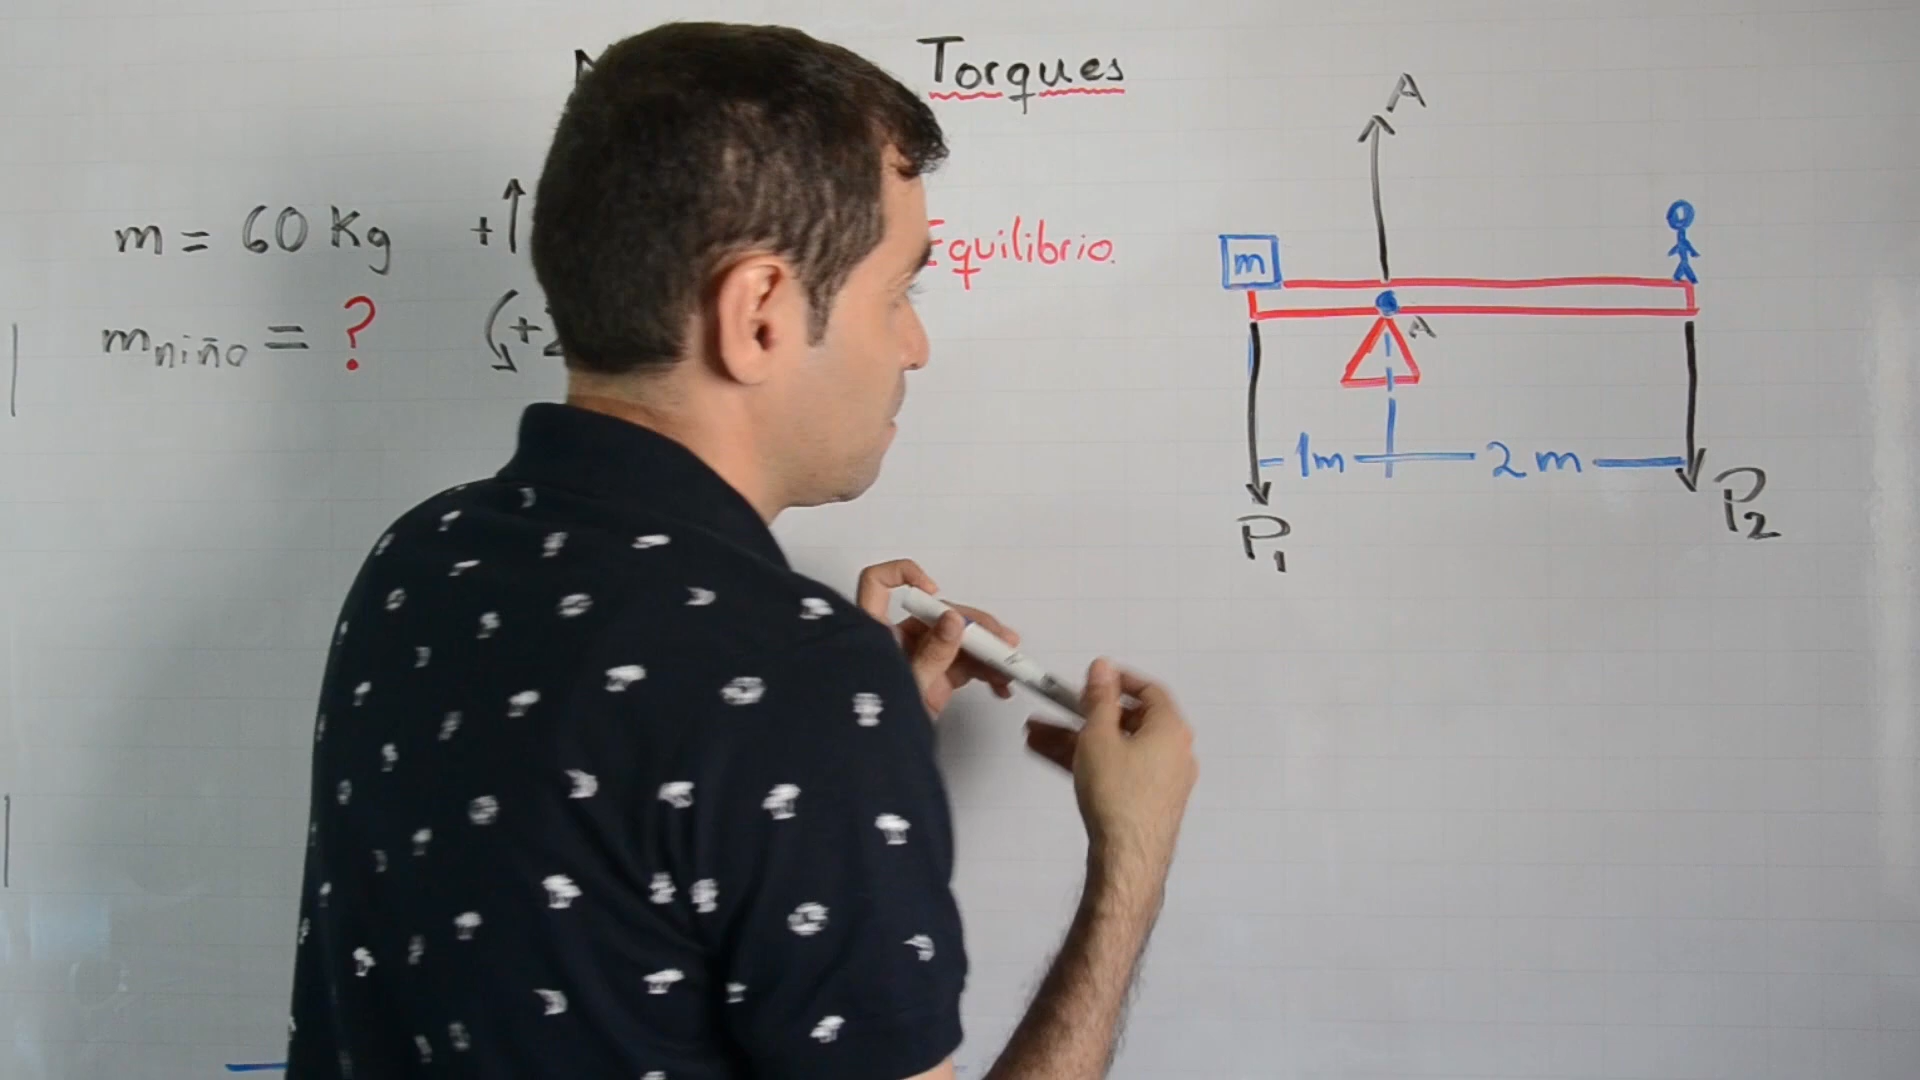 Torques
m = 60 Kg
+
Equilibrio.
m niño = ?
+
A
m
A
1m
2m
P1
P2